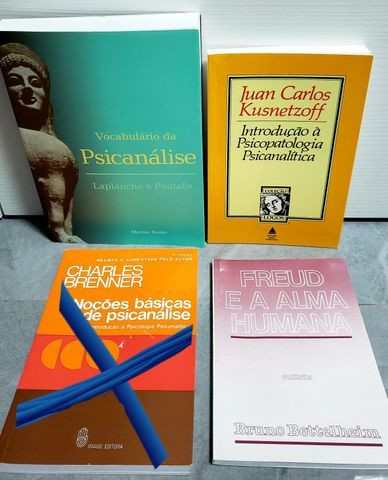 Vocabulário da
Psicanálise
Laplanche e Pontalis
Martins Fontes
Juan Carlos
Kusnetzoff
Introdução à
Psicopatologia
Psicanalítica
COLEÇÃO
LOGOS
REVISTA E AUMENTADA PELO AUTOR
CHARLES
BRENNER
Noções básicas
de psicanálise
Introdução a Psicologia Psicanalítica
IMAGO EDITORA
FREUD
E A ALMA
HUMANA
cultrix
Bruno Bettelheim